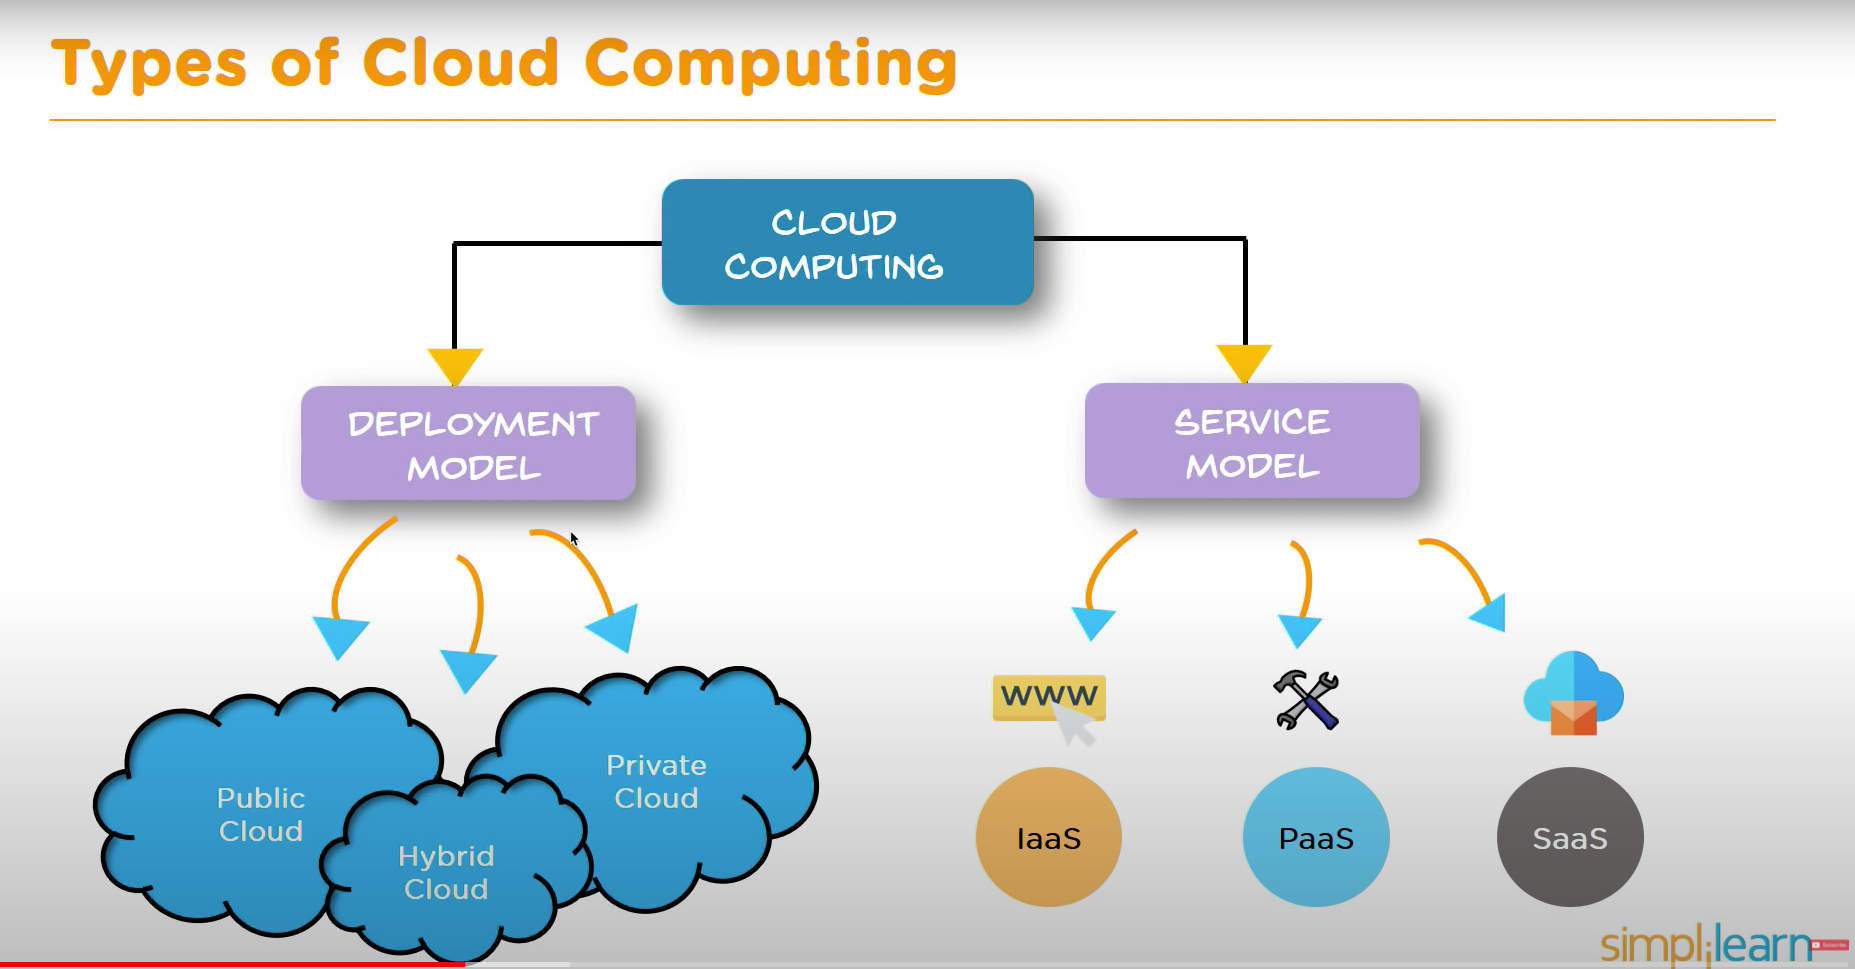 Types of Cloud Computing
CLOUD
COMPUTING
DEPLOYMENT
MODEL
SERVICE
MODEL
Public
Cloud
Hybrid
Cloud
Private
Cloud
www
IaaS
PaaS
SaaS
simplilearn
Subscribe